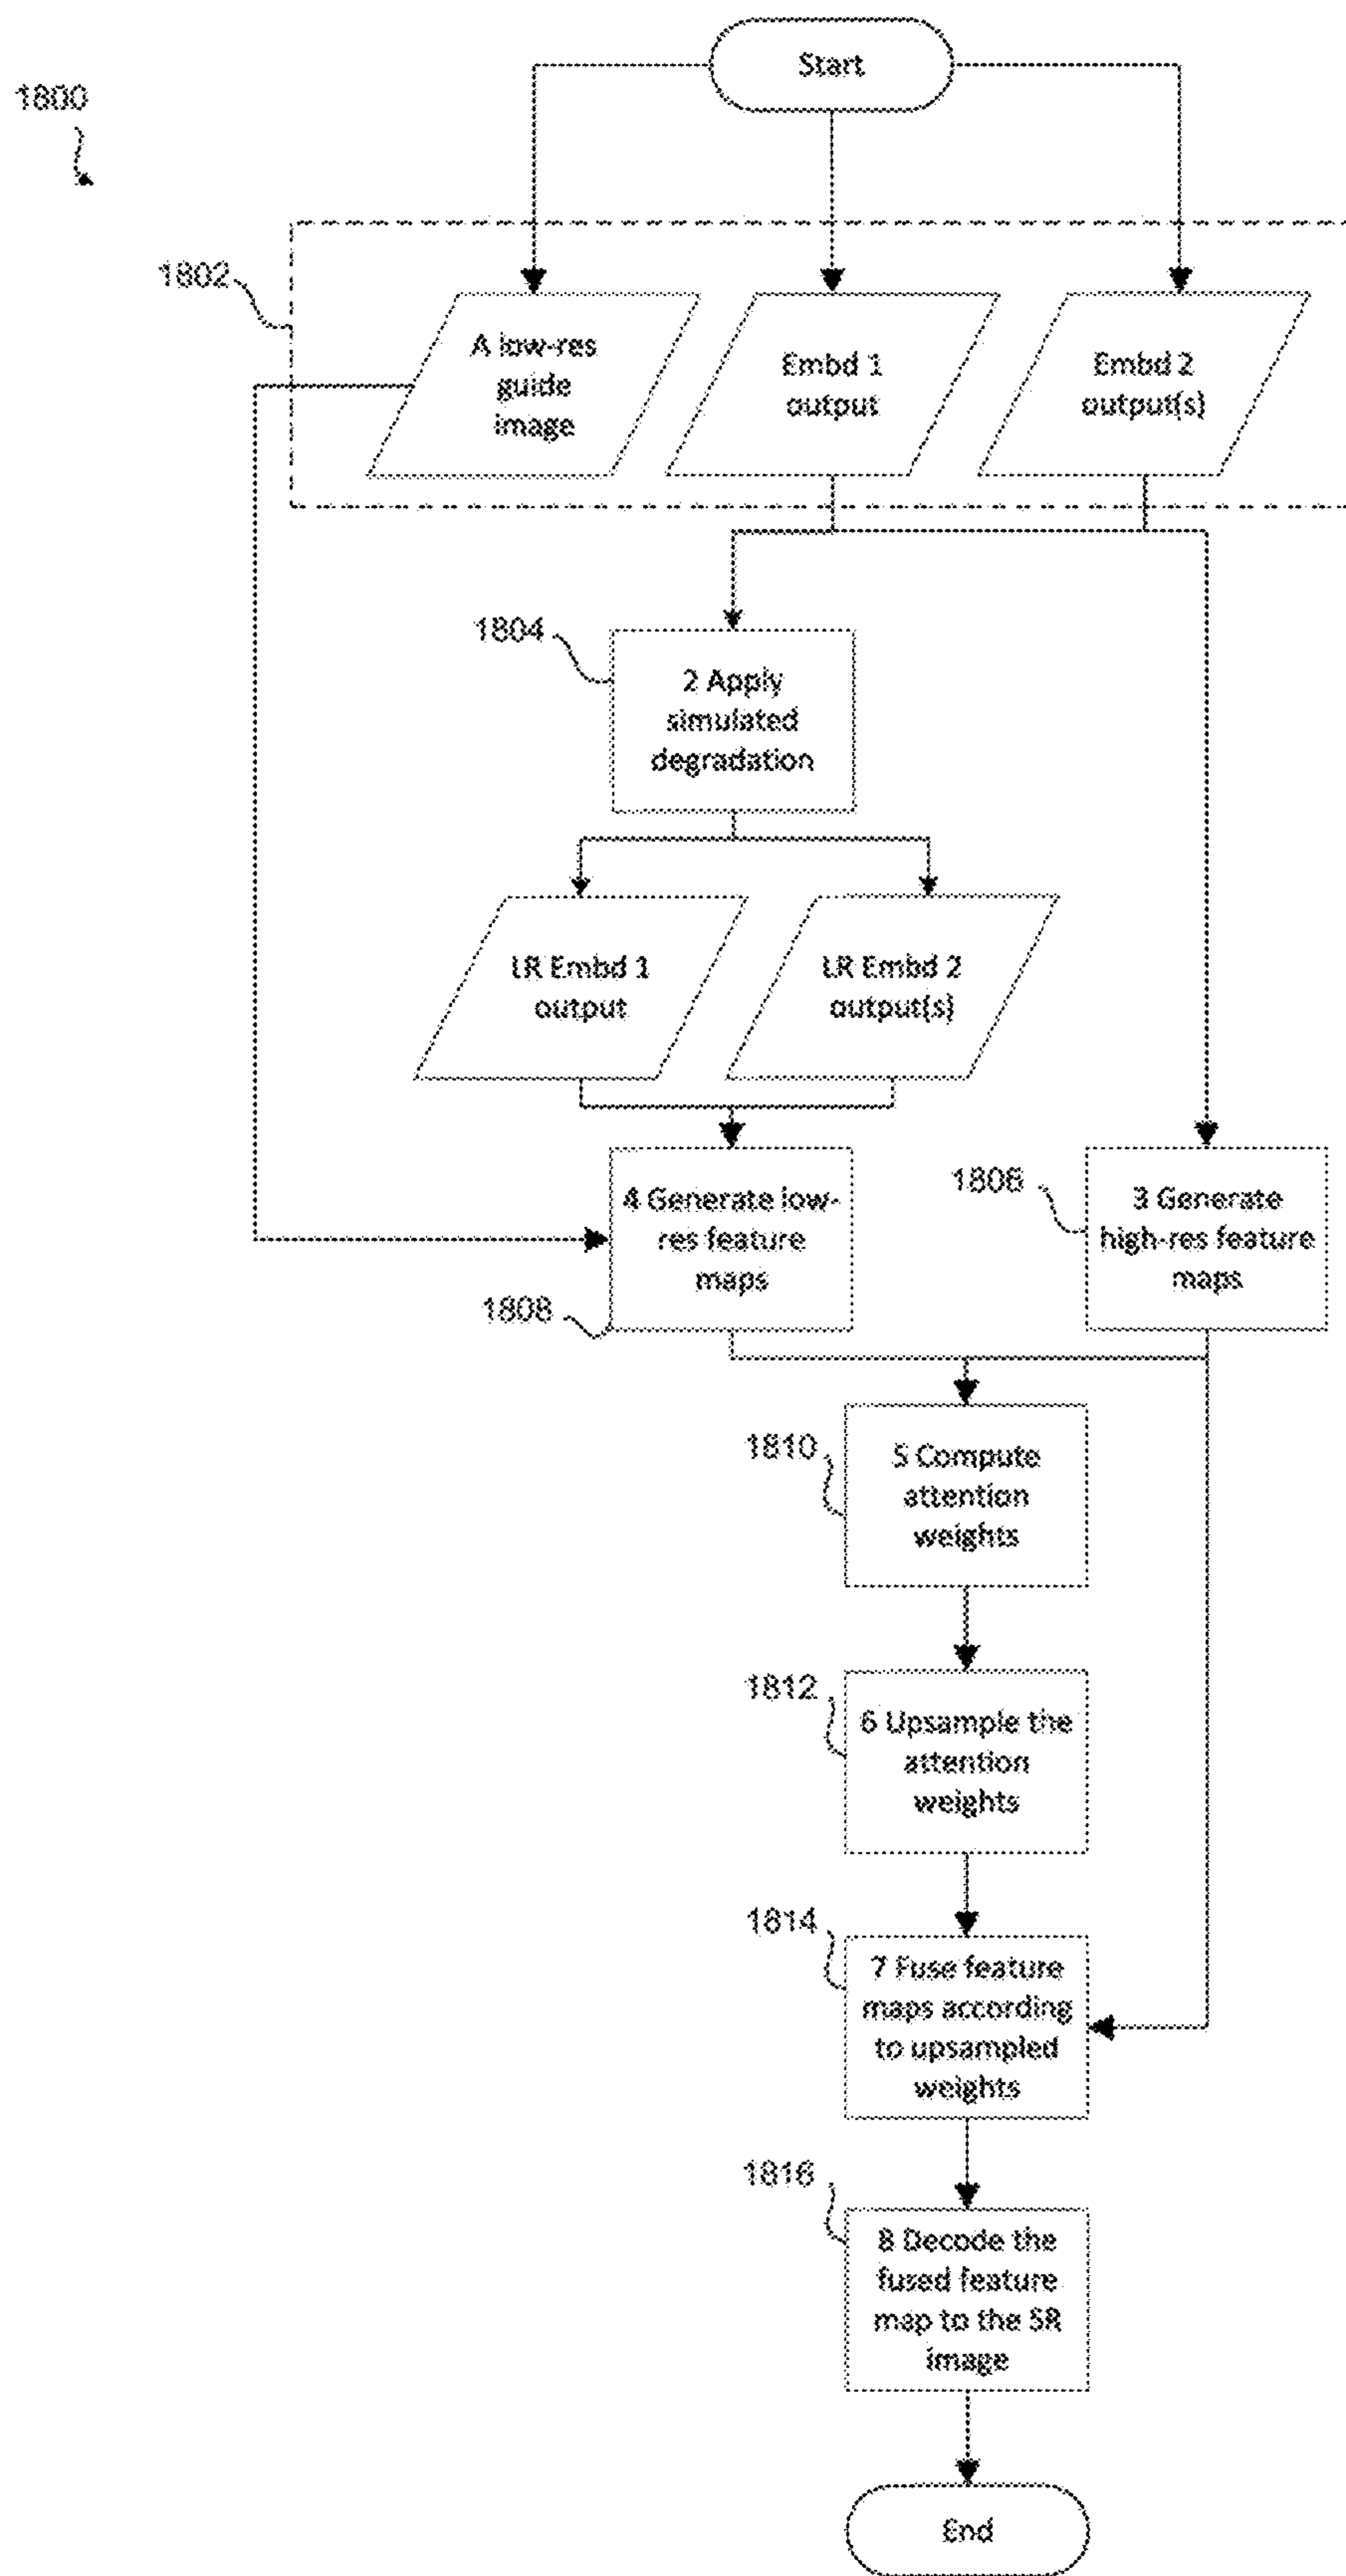 Start
1800
1802
A low-res
guide
image
Embd 1
output
Embd 2
output(s)
1804
2 Apply
simulated
degradation
LR Embd 1
output
LR Embd 2
output(s)
1808
4 Generate low-
res feature
maps
1806
3 Generate
high-res feature
maps
1810
5 Compute
attention
weights
1812
6 Upsample the
attention
weights
1814
7 Fuse feature
maps according
to upsampled
weights
1816
8 Decode the
fused feature
map to the SR
image
End